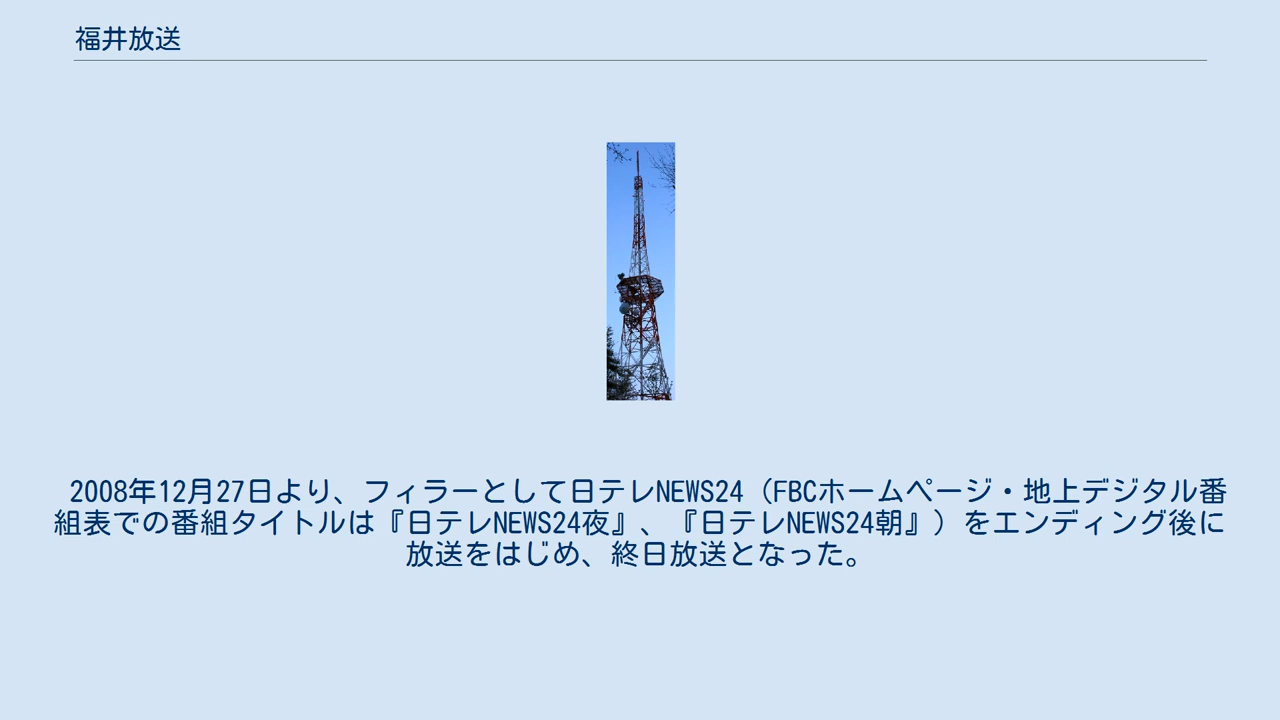 福井放送
2008年12月27日より、フィラーとして日テレNEWS24（FBCホームページ・地上デジタル番
組表での番組タイトルは『日テレNEWS24夜』、『日テレNEWS24朝』）をエンディング後に
放送をはじめ、終日放送となった。